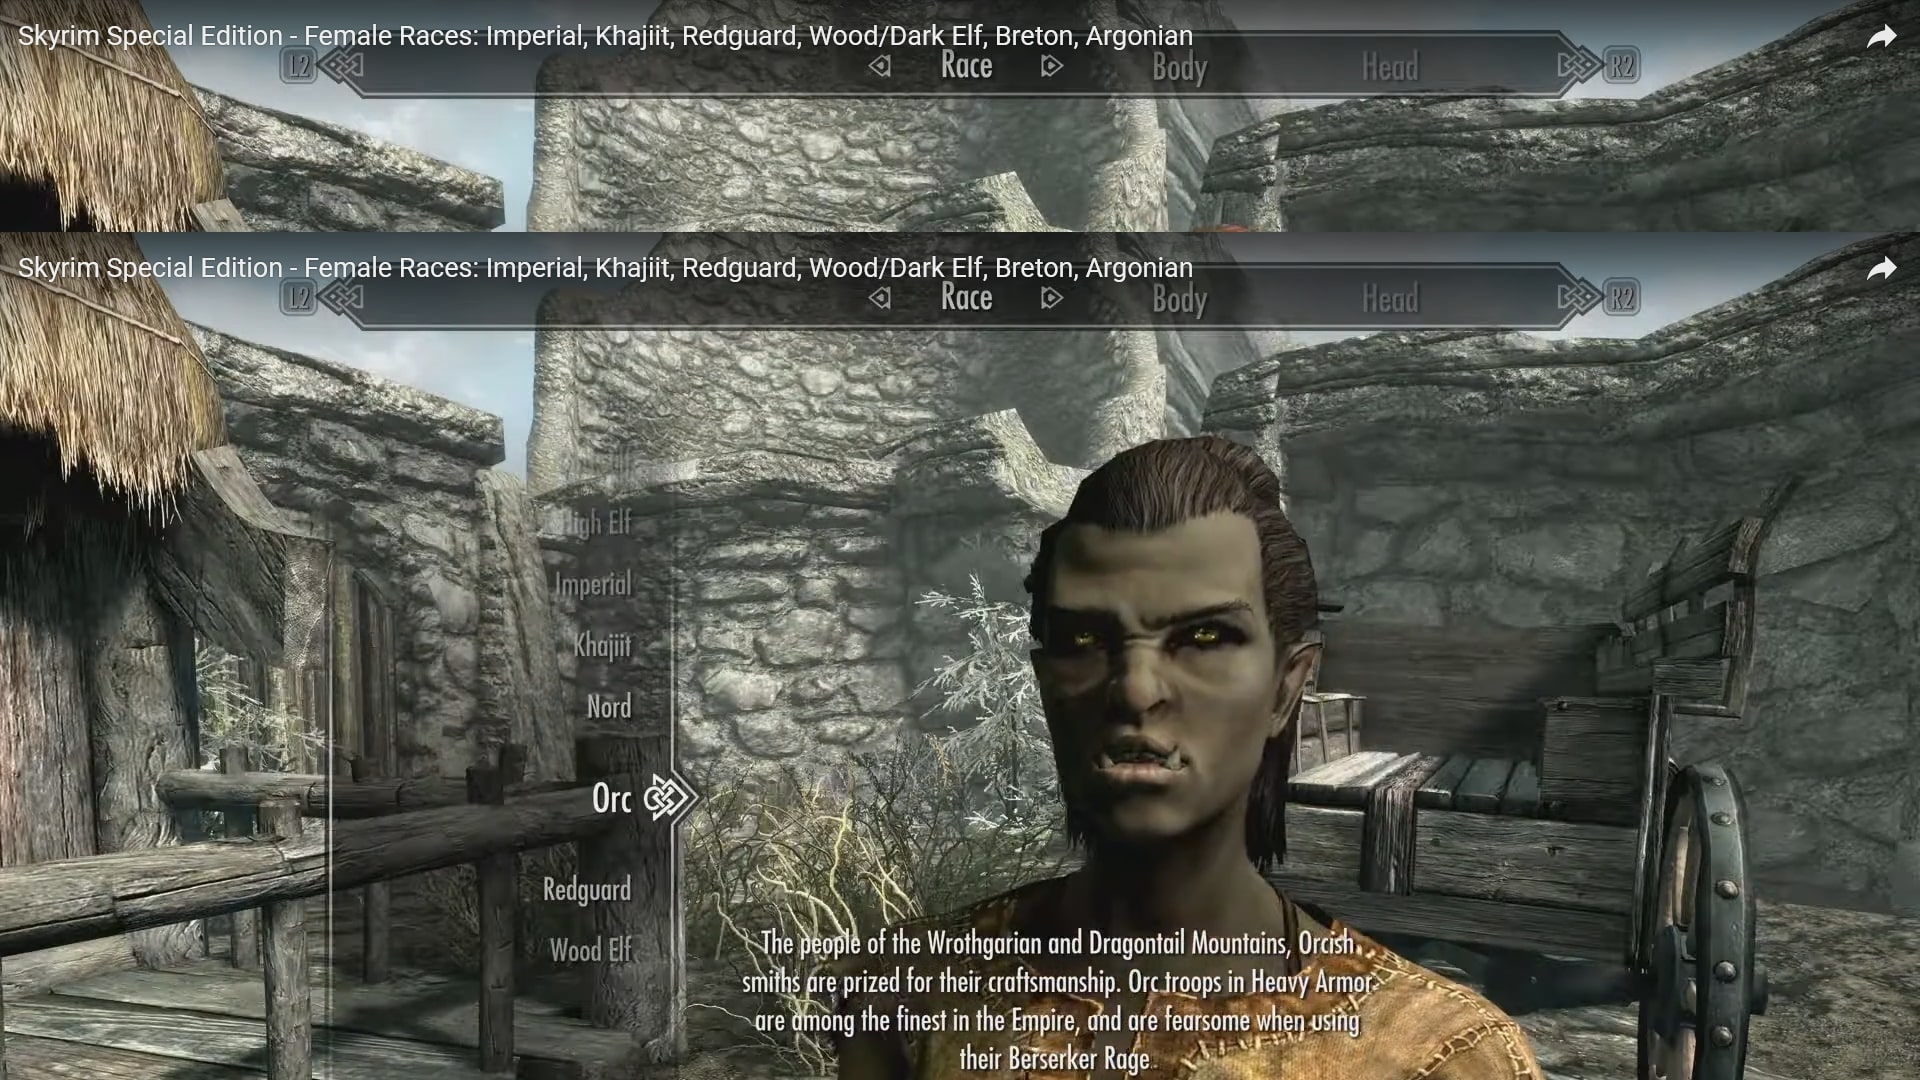 Skyrim Special Edition - Female Races: Imperial, Khajiit, Redguard, Wood/Dark Elf, Breton, Argonian
L2 Race Body Head R2
Skyrim Special Edition - Female Races: Imperial, Khajiit, Redguard, Wood/Dark Elf, Breton, Argonian
L2 Race Body Head R2
High Elf
Imperial
Khajiit
Nord
Orc
Redguard
Wood Elf
The people of the Wrothgarian and Dragontail Mountains, Orcish
smiths are prized for their craftsmanship. Orc troops in Heavy Armor
are among the finest in the Empire, and are fearsome when using
their Berserker Rage.